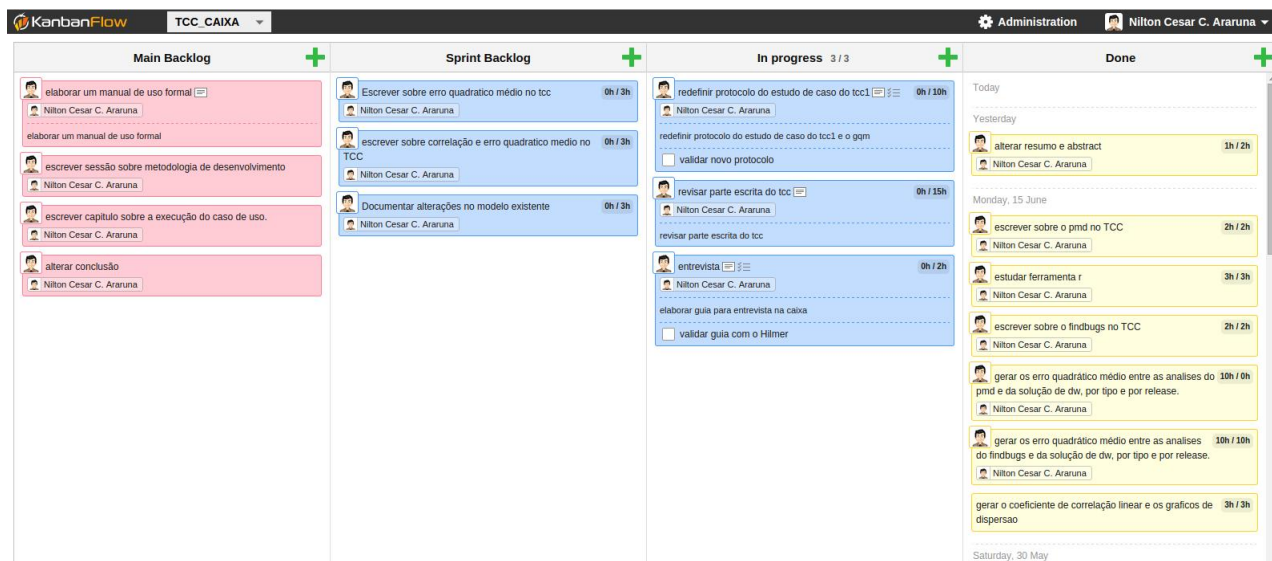 KanbanFlow
TCC_CAIXA
Administration
Nilton Cesar C. Araruna
Main Backlog
elaborar um manual de uso formal
Nilton Cesar C. Araruna
elaborar um manual de uso formal
escrever sessão sobre metodologia de desenvolvimento
Nilton Cesar C. Araruna
escrever capitulo sobre a execução do caso de uso.
Nilton Cesar C. Araruna
alterar conclusão
Nilton Cesar C. Araruna
Sprint Backlog
Escrever sobre erro quadratico médio no tcc 0h / 3h
Nilton Cesar C. Araruna
escrever sobre correlação e erro quadratico medio no 0h / 3h
TCC
Nilton Cesar C. Araruna
Documentar alterações no modelo existente 0h / 3h
Nilton Cesar C. Araruna
In progress 3 / 3
redefinir protocolo do estudo de caso do tcc1 0h / 10h
Nilton Cesar C. Araruna
redefinir protocolo do estudo de caso do tcc1 e o gqm
validar novo protocolo
revisar parte escrita do tcc 0h / 15h
Nilton Cesar C. Araruna
revisar parte escrita do tcc
entrevista 0h / 2h
Nilton Cesar C. Araruna
elaborar guia para entrevista na caixa
validar guia com o Hilmer
Done
Today
Yesterday
alterar resumo e abstract 1h / 2h
Nilton Cesar C. Araruna
Monday, 15 June
escrever sobre o pmd no TCC 2h / 2h
Nilton Cesar C. Araruna
estudar ferramenta r 3h / 3h
Nilton Cesar C. Araruna
escrever sobre o findbugs no TCC 2h / 2h
Nilton Cesar C. Araruna
gerar os erro quadrático médio entre as analises do 10h / 0h
pmd e da solução de dw, por tipo e por release.
Nilton Cesar C. Araruna
gerar os erro quadrático médio entre as analises 10h / 10h
do findbugs e da solução de dw, por tipo e por release.
Nilton Cesar C. Araruna
gerar o coeficiente de correlação linear e os graficos de 3h / 3h
dispersao
Saturday, 30 May